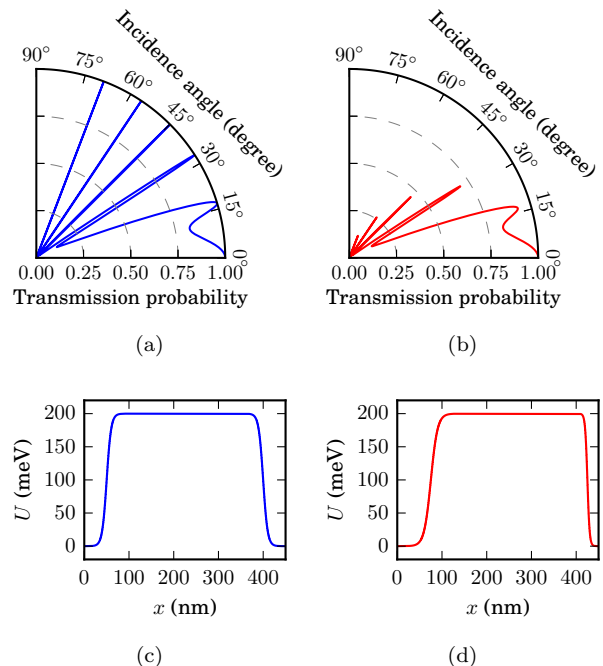 Incidence angle (degree)
90°
75°
60°
45°
30°
15°
0°
0.00 0.25 0.50 0.75 1.00
Transmission probability
(a)
Incidence angle (degree)
90°
75°
60°
45°
30°
15°
0°
0.00 0.25 0.50 0.75 1.00
Transmission probability
(b)
U (meV)
200
150
100
50
0
0 100 200 300 400
x (nm)
(c)
U (meV)
200
150
100
50
0
0 100 200 300 400
x (nm)
(d)